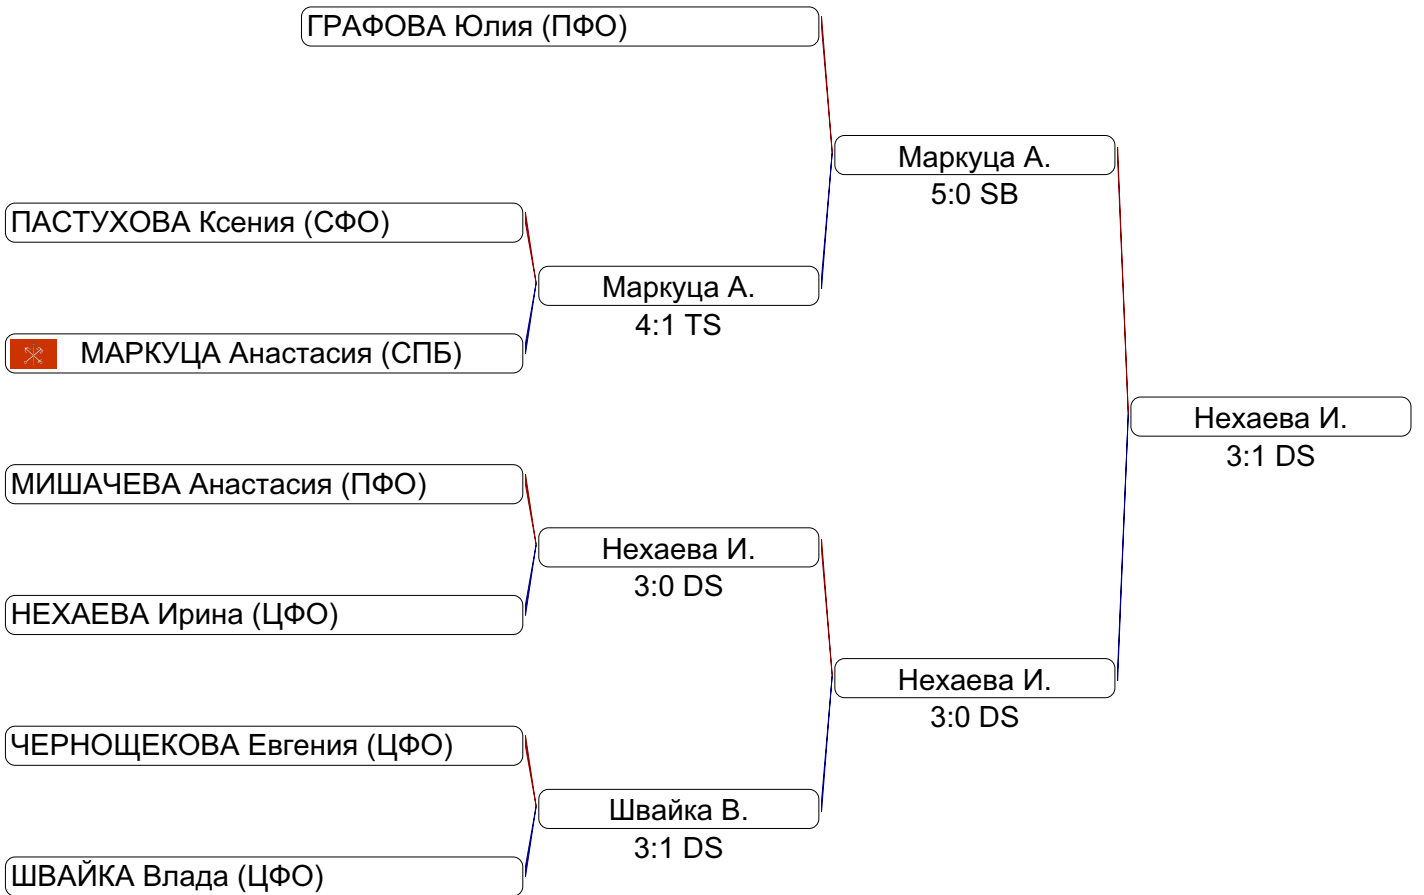 ГРАФОВА Юлия (ПФО)
Маркуца А.
5:0 SB
ПАСТУХОВА Ксения (СФО)
Маркуца А.
4:1 TS
МАРКУЦА Анастасия (СПБ)
Нехаева И.
3:1 DS
МИШАЧЕВА Анастасия (ПФО)
Нехаева И.
3:0 DS
НЕХАЕВА Ирина (ЦФО)
Нехаева И.
3:0 DS
ЧЕРНОЩЕКОВА Евгения (ЦФО)
Швайка В.
3:1 DS
ШВАЙКА Влада (ЦФО)